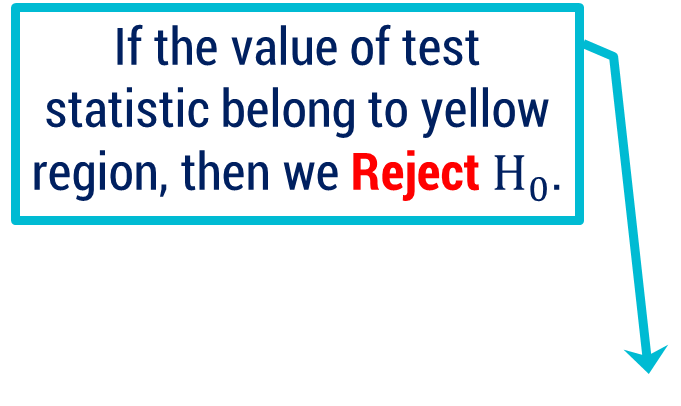 If the value of test
statistic belong to yellow
region, then we Reject H₀.